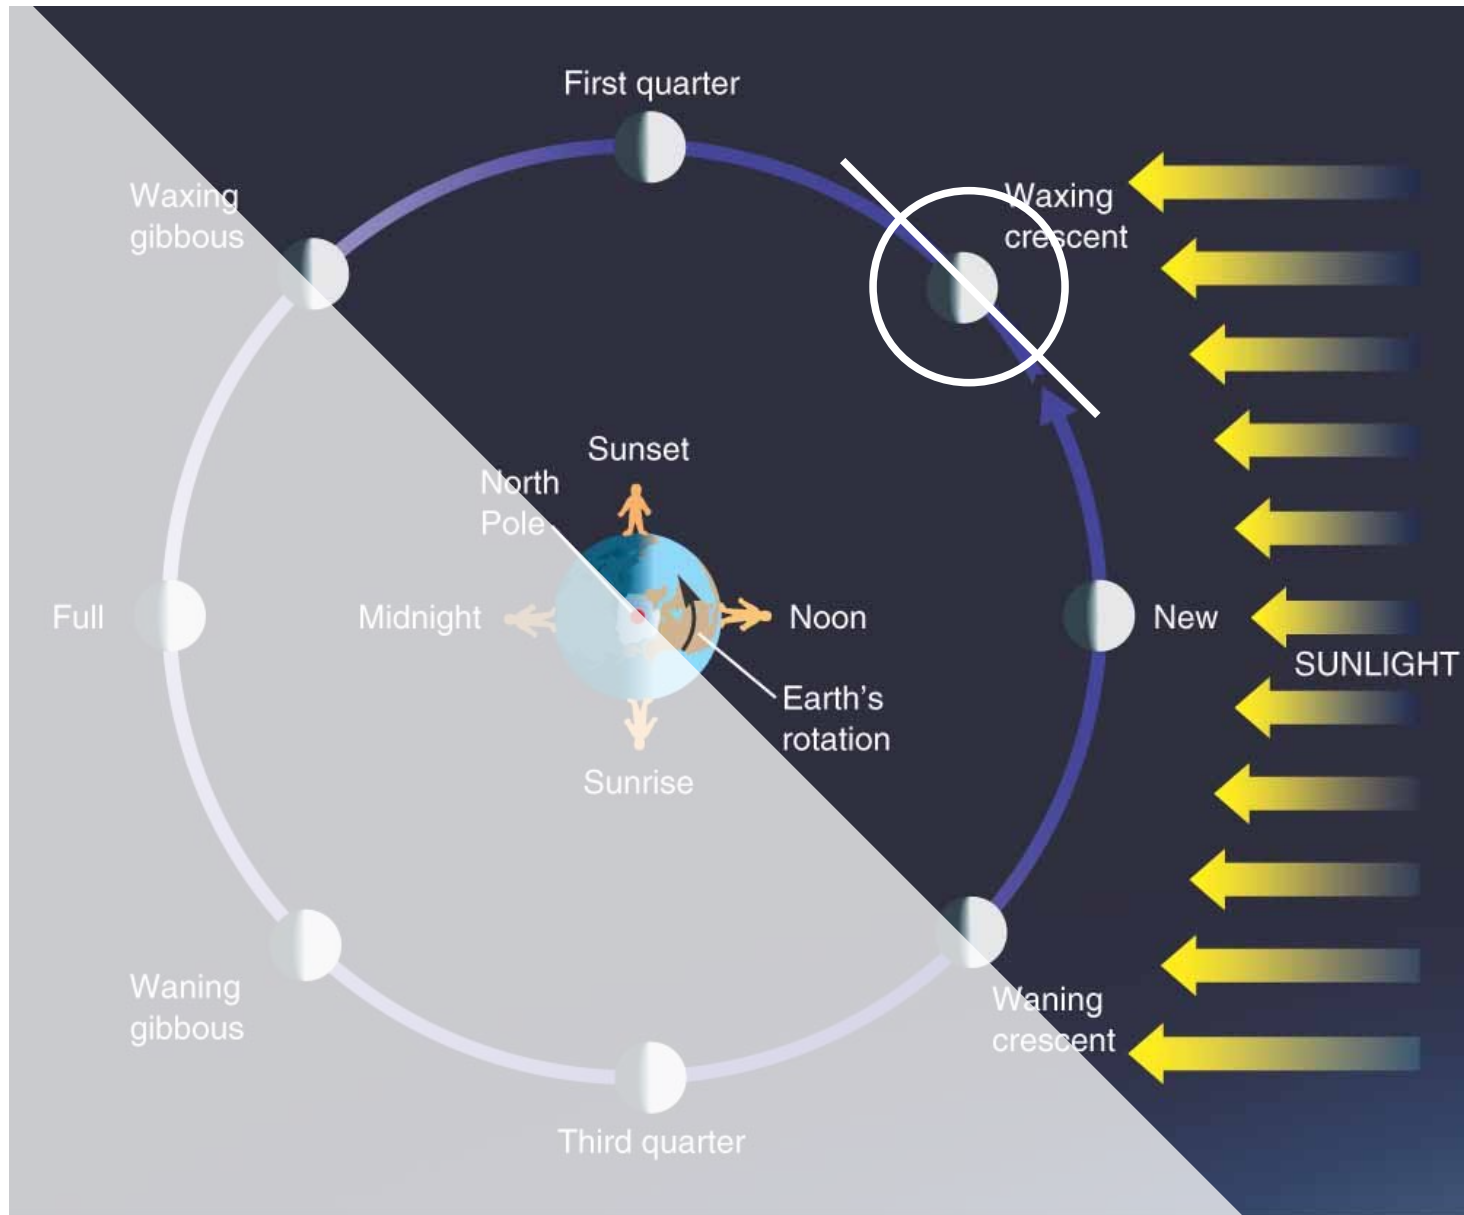 First quarter
Waxing
gibbous
Waxing
crescent
Sunset
North
Pole
Full
Midnight
Noon
New
SUNLIGHT
Earth’s
rotation
Sunrise
Waning
gibbous
Waning
crescent
Third quarter